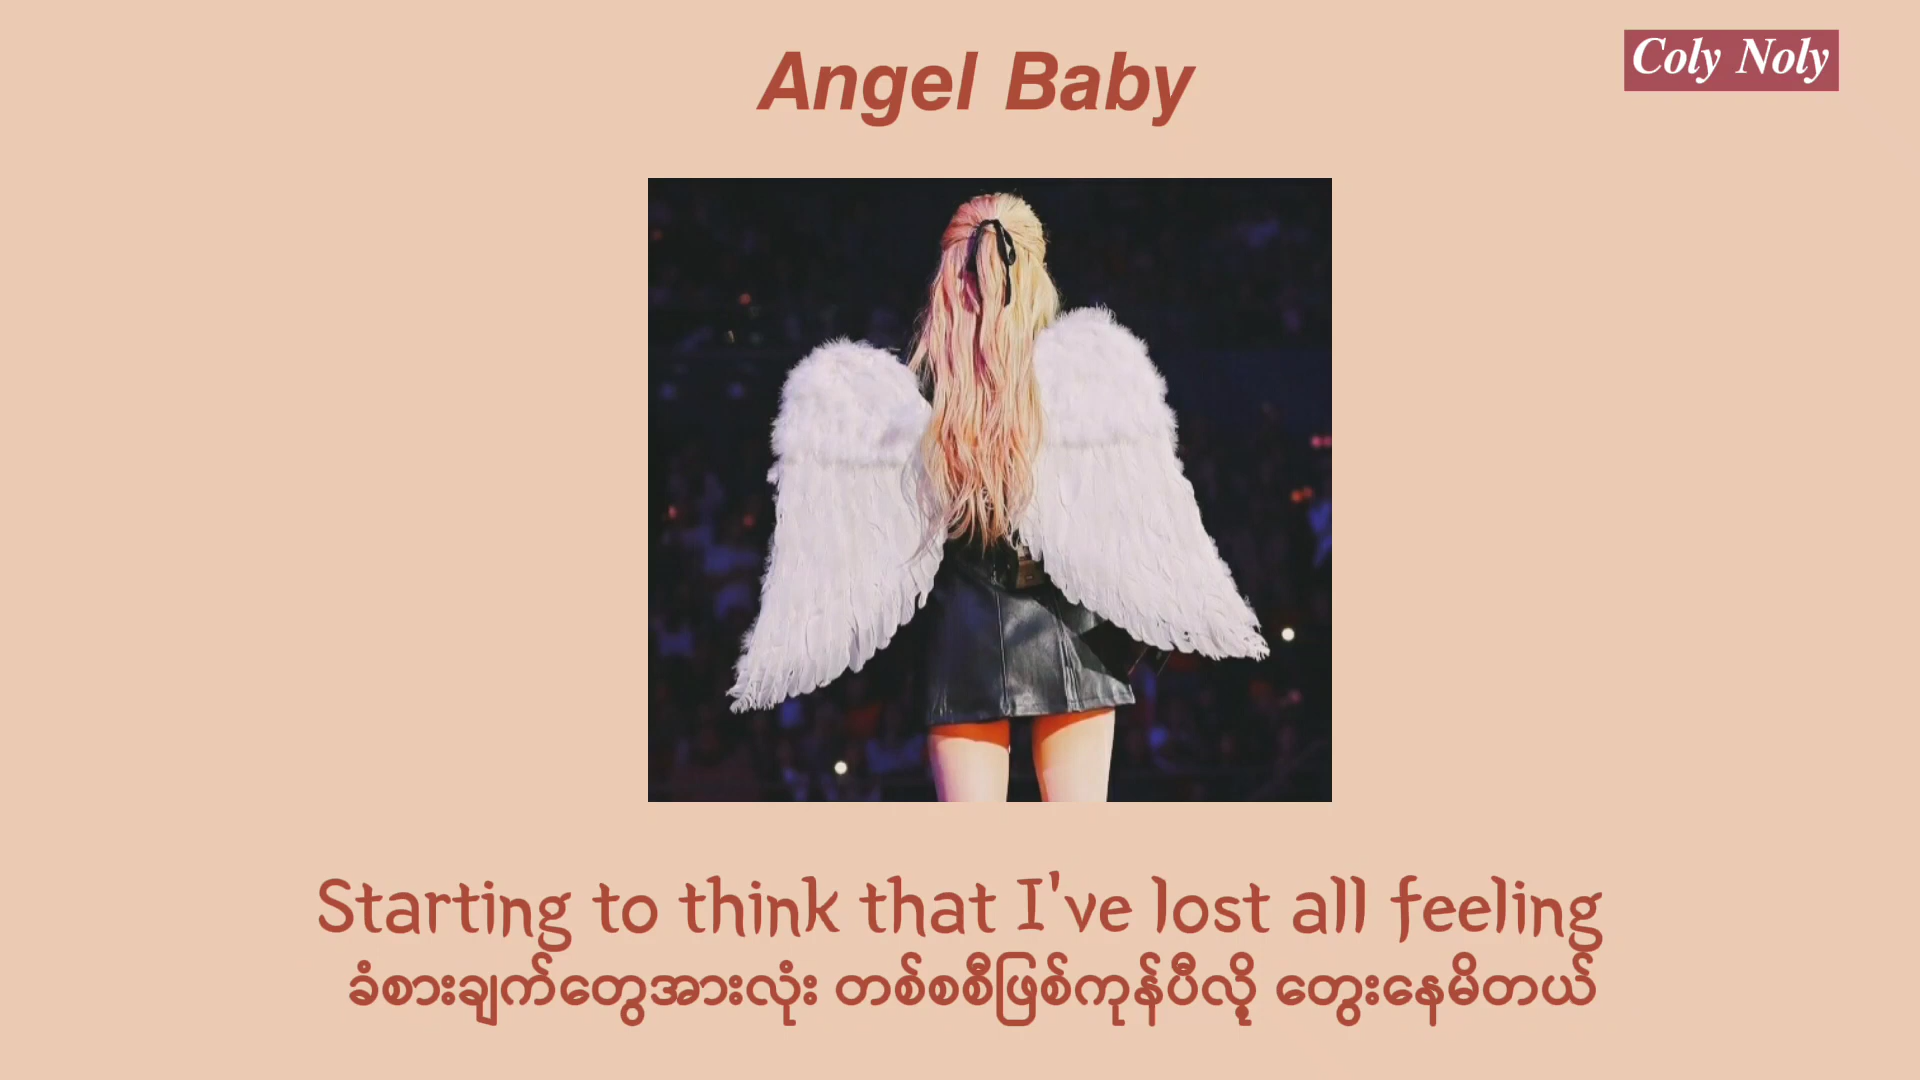 Angel Baby
Coly Noly
Starting to think that I've lost all feeling
ခံစားချက်တွေအားလုံး တစ်စစီဖြစ်ကုန်ပီလို့ တွေးနေမိတယ်